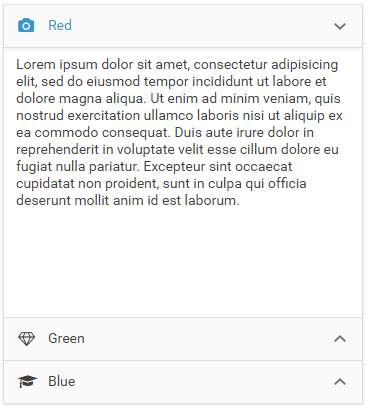 Red
Lorem ipsum dolor sit amet, consectetur adipisicing
elit, sed do eiusmod tempor incididunt ut labore et
dolore magna aliqua. Ut enim ad minim veniam, quis
nostrud exercitation ullamco laboris nisi ut aliquip ex
ea commodo consequat. Duis aute irure dolor in
reprehenderit in voluptate velit esse cillum dolore eu
fugiat nulla pariatur. Excepteur sint occaecat
cupidatat non proident, sunt in culpa qui officia
deserunt mollit anim id est laborum.
Green
Blue